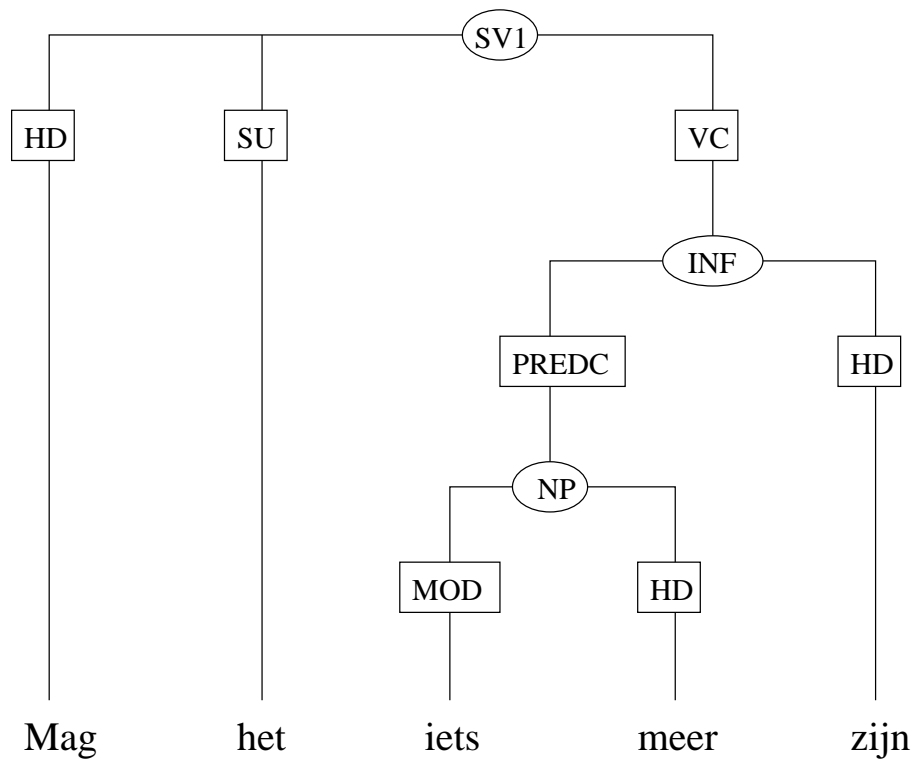 SV1
HD SU VC
INF
PREDC HD
NP
MOD HD
Mag het iets meer zijn